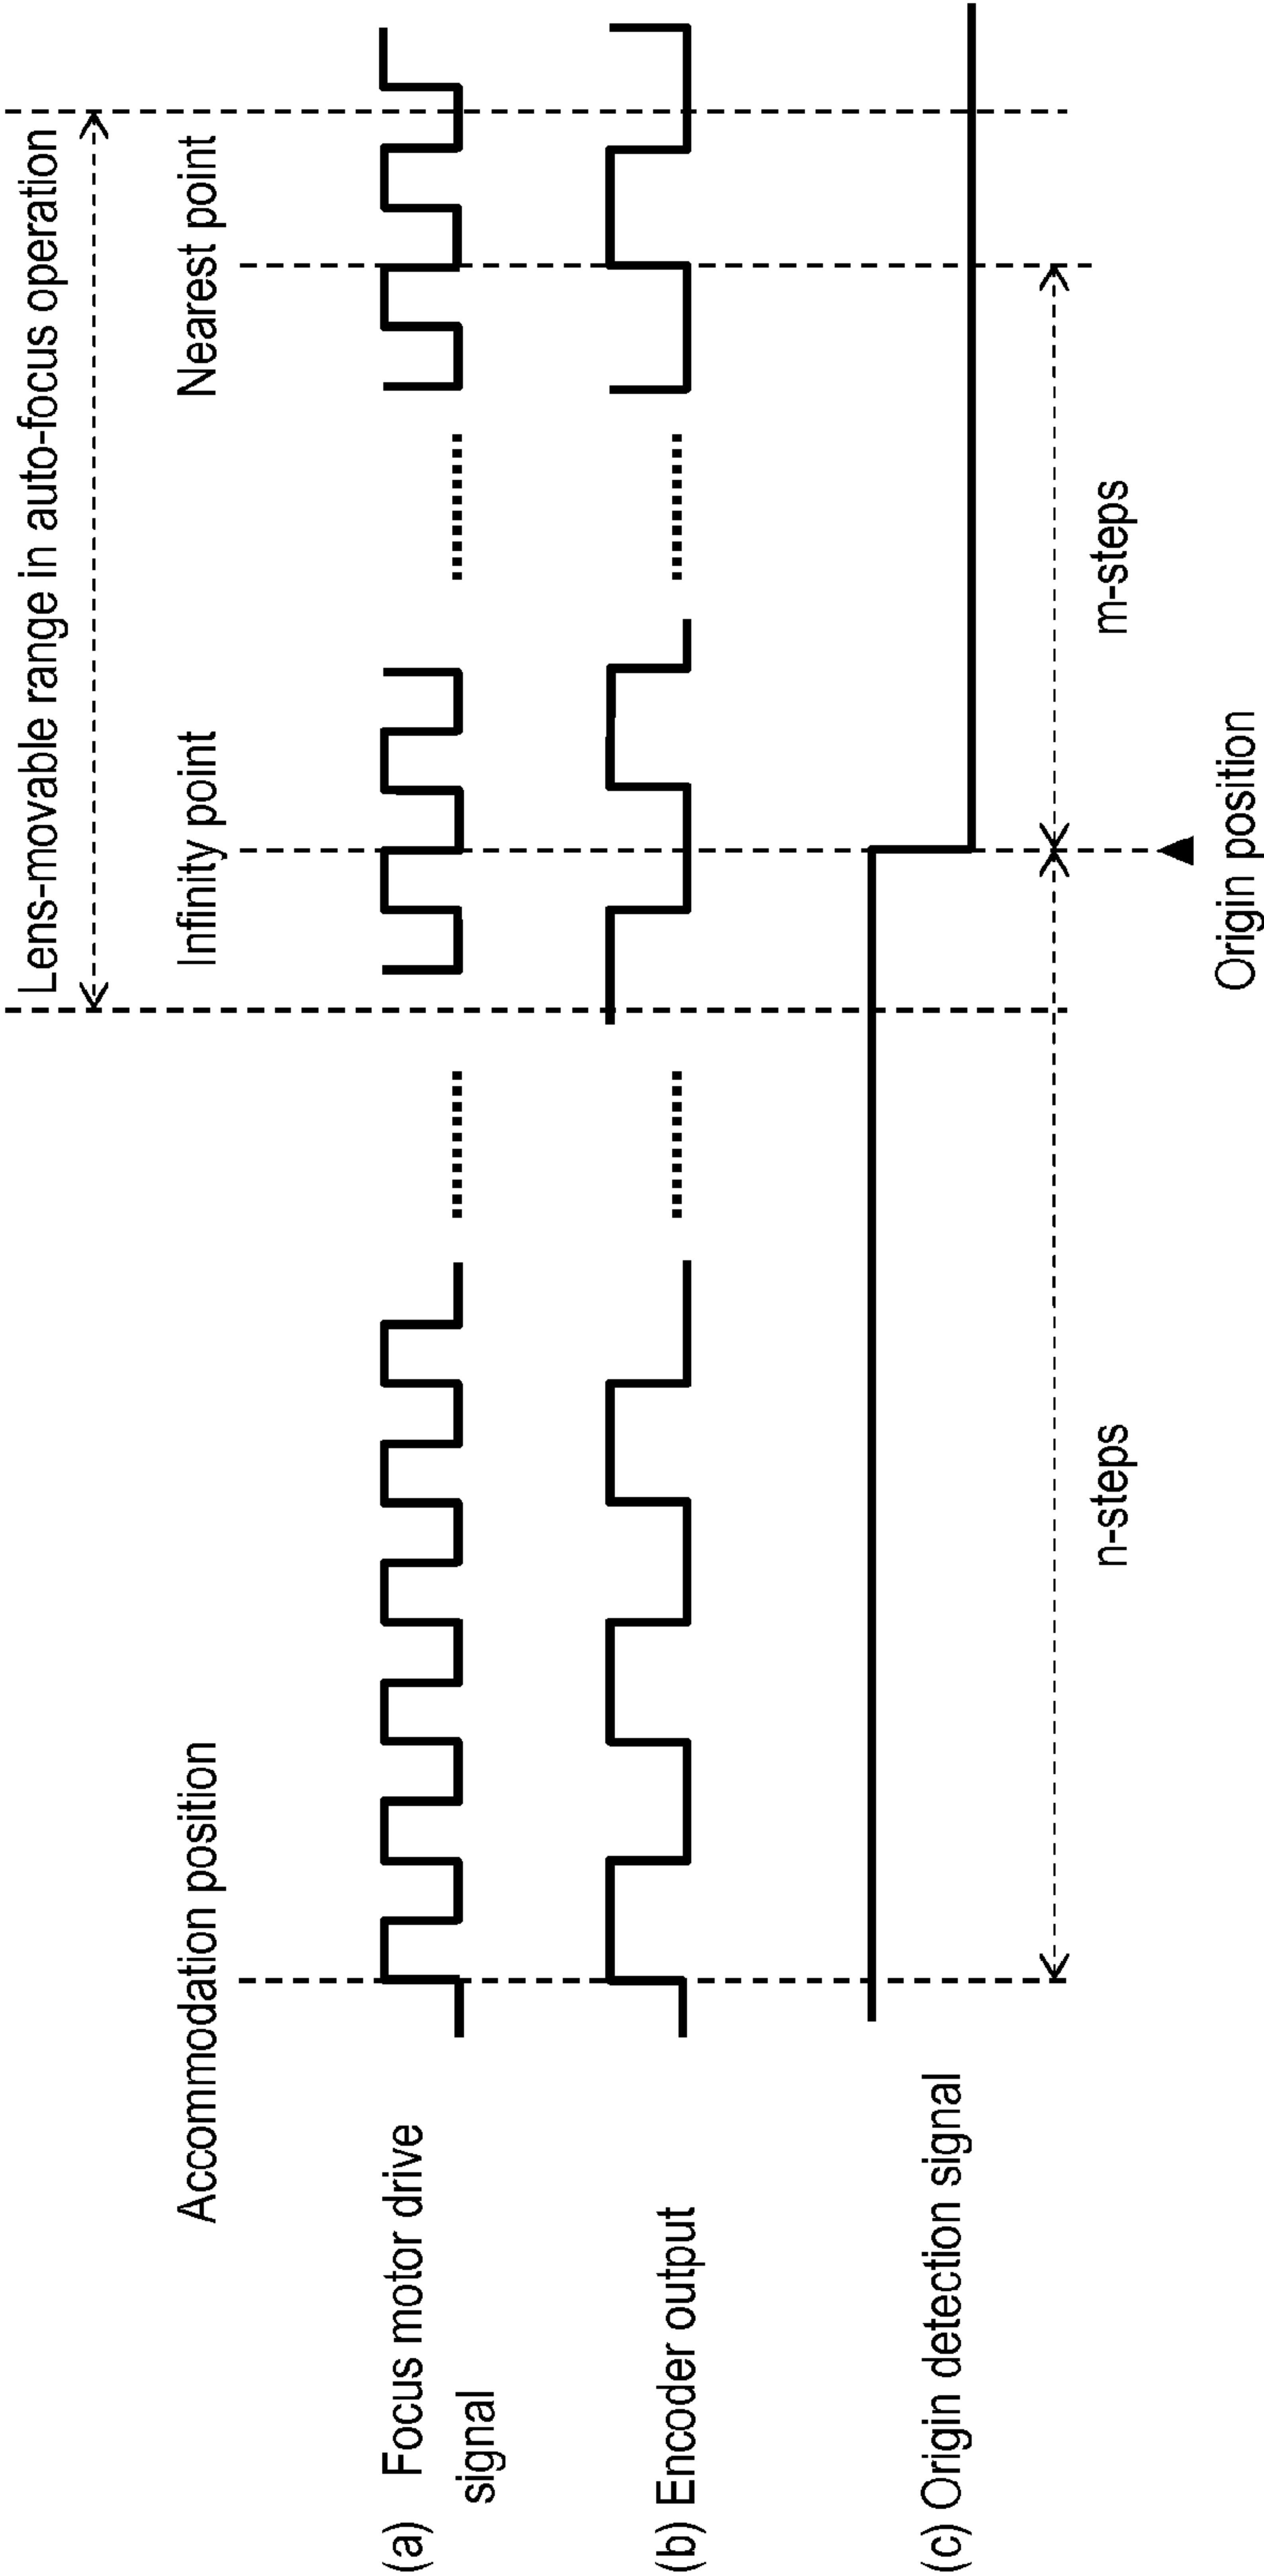 Lens-movable range in auto-focus operation
Accommodation position
Infinity point
Nearest point
(a) Focus motor drive
signal
(b) Encoder output
(c) Origin detection signal
n-steps
m-steps
Origin position